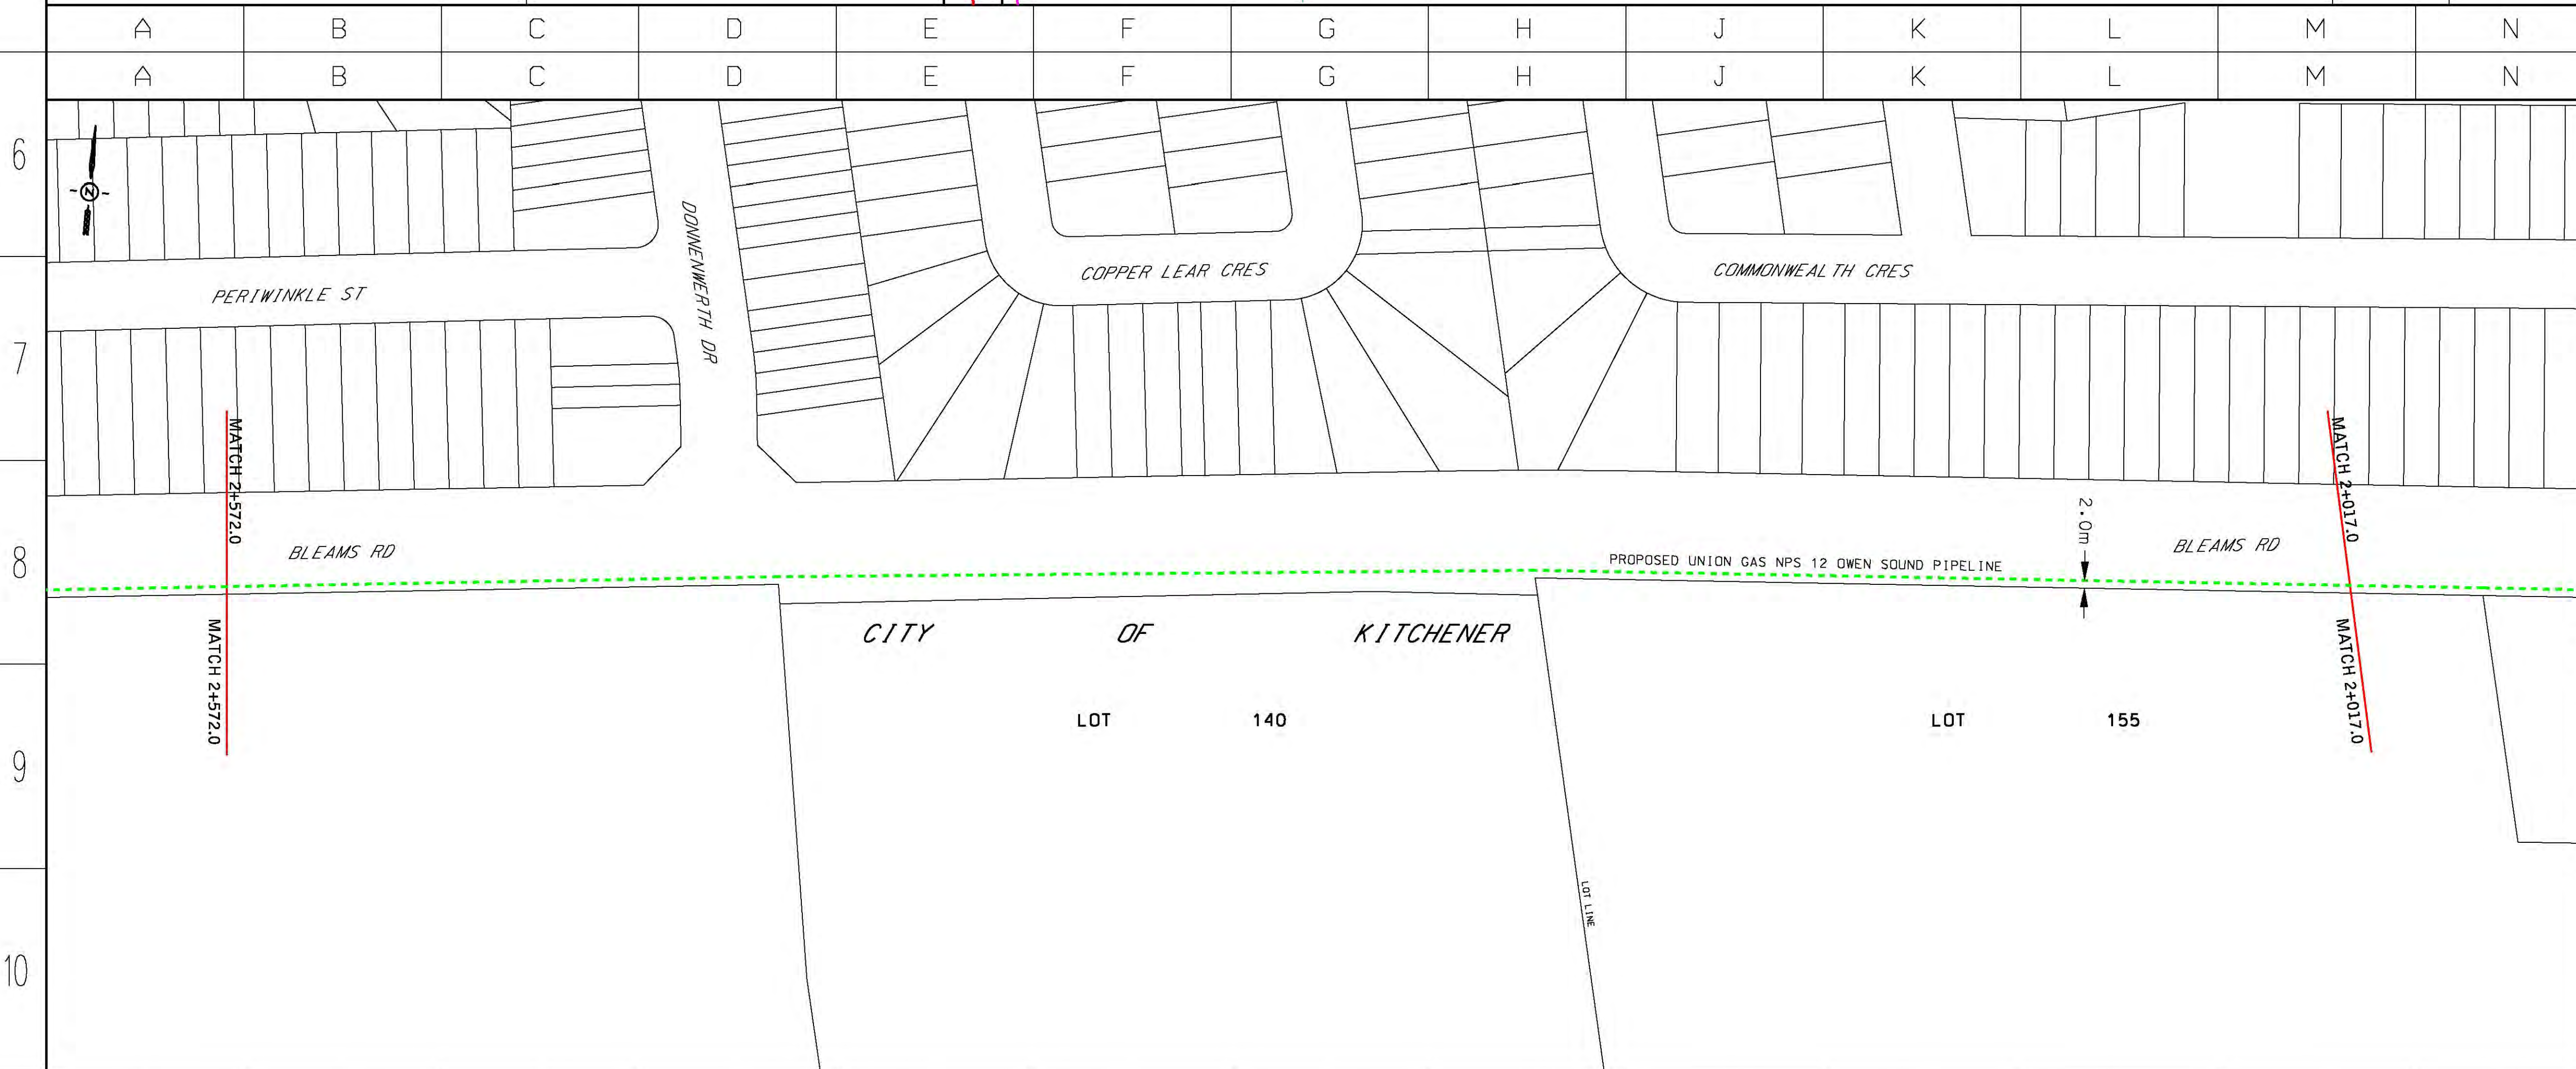 A B C D E F G H J K L M N
A B C D E F G H J K L M N
6
N
DONNENWERTH DR
COPPER LEAR CRES
COMMONWEALTH CRES
PERIWINKLE ST
7
MATCH 2+572.0
MATCH 2+017.0
2.0m
8
BLEAMS RD
BLEAMS RD
PROPOSED UNION GAS NPS 12 OWEN SOUND PIPELINE
CITY OF KITCHENER
MATCH 2+572.0
MATCH 2+017.0
LOT 140
LOT 155
9
LOT LINE
10